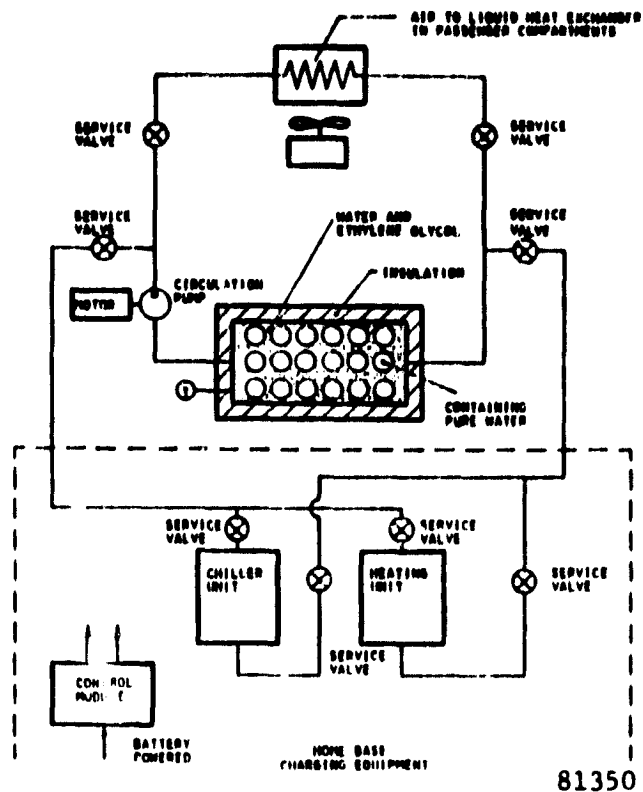 AIR TO LIQUID HEAT EXCHANGER
IN PASSENGER COMPARTMENTS
SERVICE
VALVE
SERVICE
VALVE
SERVICE
VALVE
SERVICE
VALVE
WATER AND
ETHYLENE GLYCOL
INSULATION
CIRCULATION
PUMP
MOTOR
T
CONTAINING
PURE WATER
SERVICE
VALVE
SERVICE
VALVE
CHILLER
UNIT
HEATING
UNIT
SERVICE
VALVE
SERVICE
VALVE
CONTROL
MODULE
BATTERY
POWERED
HOME BASE
CHARGING EQUIPMENT
81350